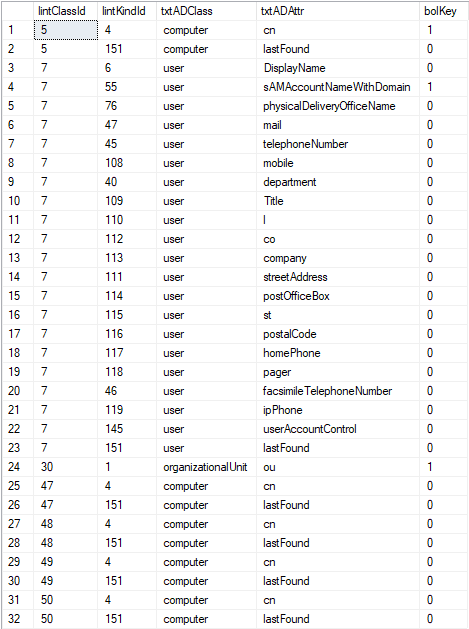 lintClassId lintKindId txtADClass txtADAttr bolKey
1 5 4 computer cn 1
2 5 151 computer lastFound 0
3 7 6 user DisplayName 0
4 7 55 user sAMAccountNameWithDomain 1
5 7 76 user physicalDeliveryOfficeName 0
6 7 47 user mail 0
7 7 45 user telephoneNumber 0
8 7 108 user mobile 0
9 7 40 user department 0
10 7 109 user Title 0
11 7 110 user l 0
12 7 112 user co 0
13 7 113 user company 0
14 7 111 user streetAddress 0
15 7 114 user postOfficeBox 0
16 7 115 user st 0
17 7 116 user postalCode 0
18 7 117 user homePhone 0
19 7 118 user pager 0
20 7 46 user facsimileTelephoneNumber 0
21 7 119 user ipPhone 0
22 7 145 user userAccountControl 0
23 7 151 user lastFound 0
24 30 1 organizationalUnit ou 1
25 47 4 computer cn 0
26 47 151 computer lastFound 0
27 48 4 computer cn 0
28 48 151 computer lastFound 0
29 49 4 computer cn 0
30 49 151 computer lastFound 0
31 50 4 computer cn 0
32 50 151 computer lastFound 0